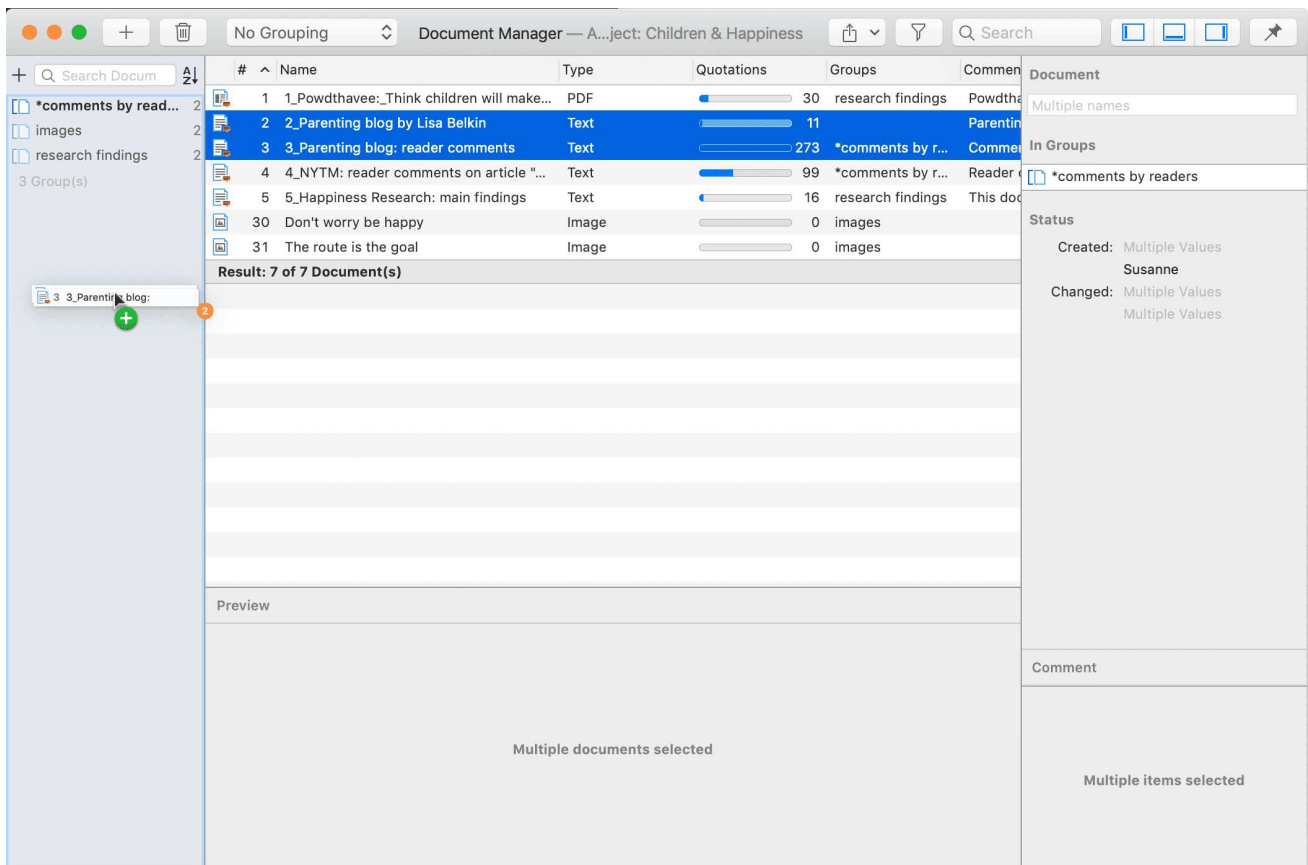 No Grouping Document Manager — A...ject: Children & Happiness Search
Search Docum
*comments by read... 2
images 2
research findings 2
3 Group(s)
3 3_Parenting blog:
2
# Name Type Quotations Groups Commen
1 1_Powdthavee:_Think children will make... PDF 30 research findings Powdtha
2 2_Parenting blog by Lisa Belkin Text 11 Parentin
3 3_Parenting blog: reader comments Text 273 *comments by r... Commen
4 4_NYTM: reader comments on article "... Text 99 *comments by r... Reader
5 5_Happiness Research: main findings Text 16 research findings This doc
30 Don't worry be happy Image 0 images
31 The route is the goal Image 0 images
Result: 7 of 7 Document(s)
Preview
Multiple documents selected
Document
Multiple names
In Groups
*comments by readers
Status
Created: Multiple Values
Susanne
Changed: Multiple Values
Multiple Values
Comment
Multiple items selected